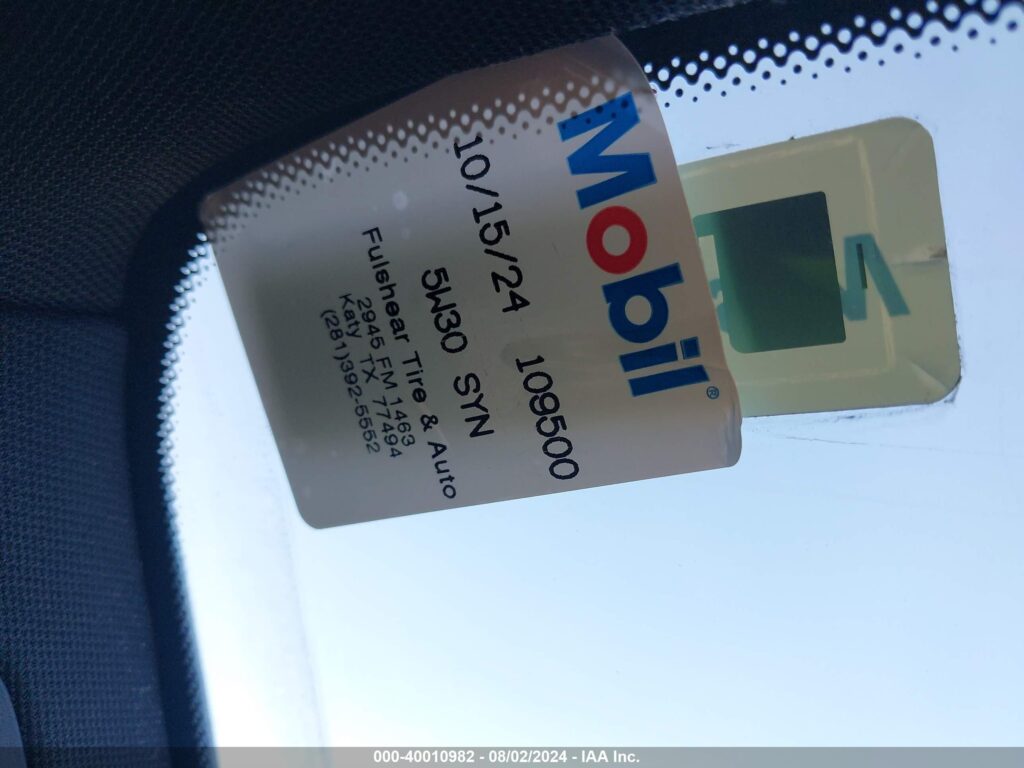 Mobil®
10/15/24 109500
5W30 SYN
Fulshear Tire & Auto
2945 FM 1463
Katy TX 77494
(281)392-5552
000-40010982 - 08/02/2024 - IAA Inc.